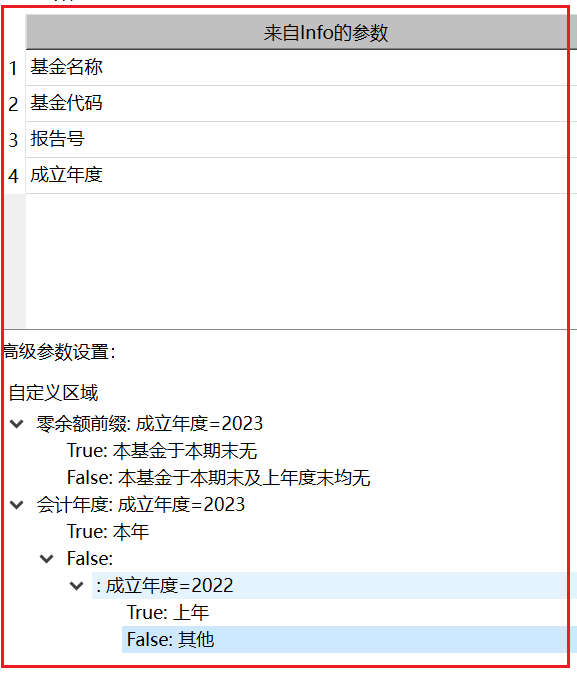 来自Info的参数
1 基金名称
2 基金代码
3 报告号
4 成立年度
高级参数设置：
自定义区域
零余额前缀: 成立年度=2023
True: 本基金于本期末无
False: 本基金于本期末及上年度末均无
会计年度: 成立年度=2023
True: 本年
False:
: 成立年度=2022
True: 上年
False: 其他